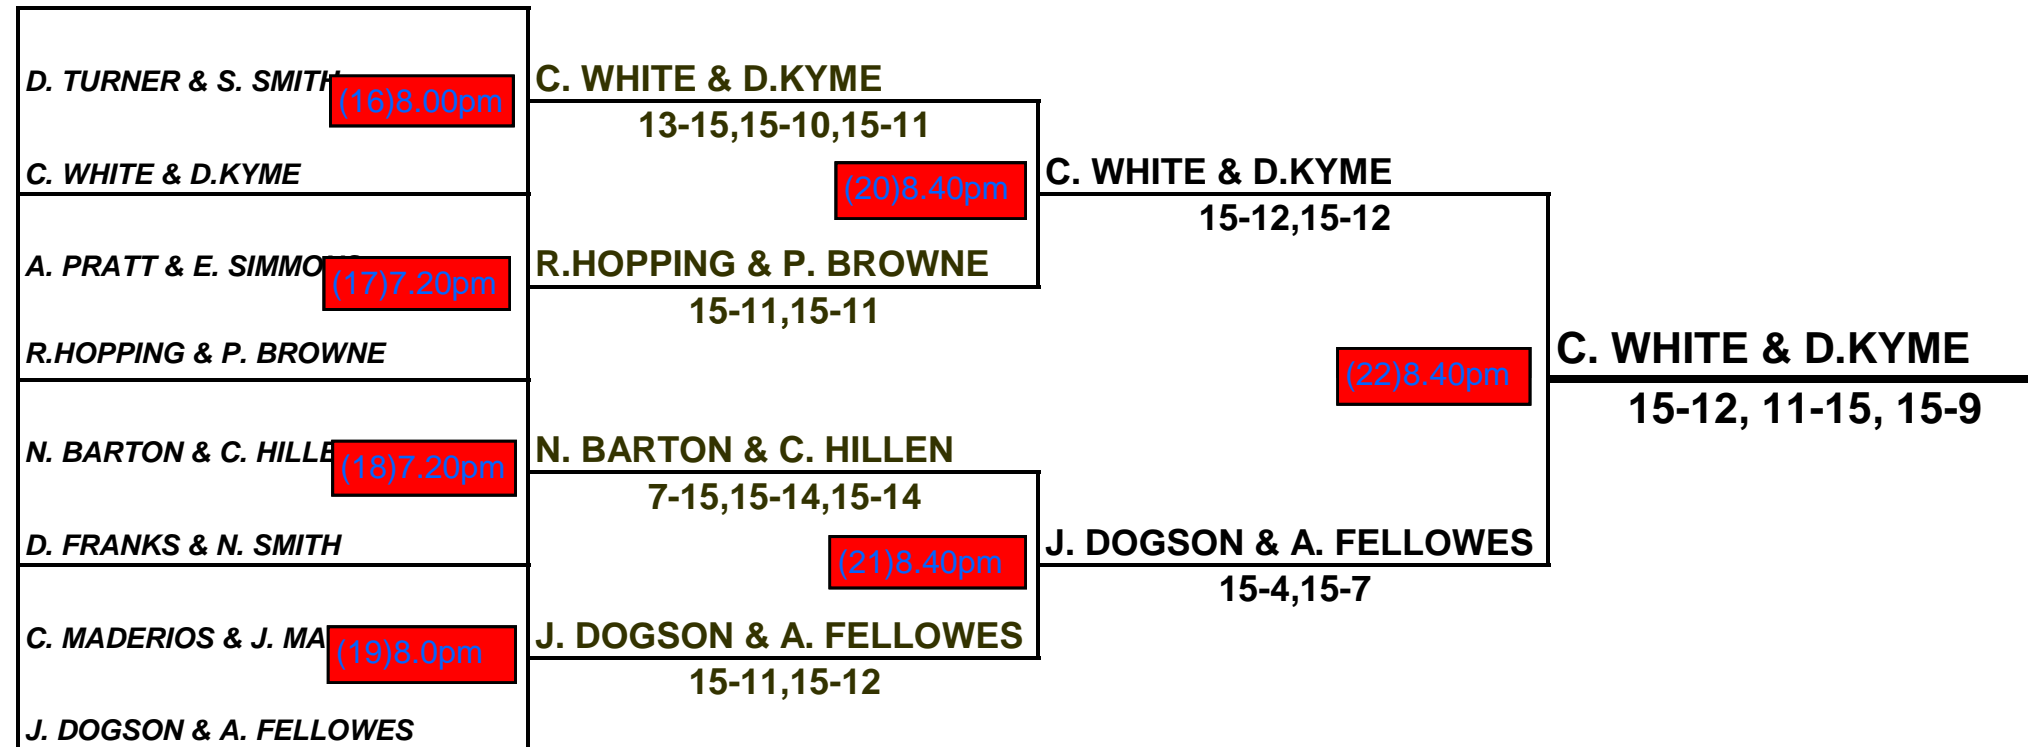 D. TURNER & S. SMITH
(16)8.00pm
C. WHITE & D.KYME
A. PRATT & E.
(17)7.20pm
R.HOPPING & P. BROWNE
N. BARTON & C.
(18)7.20pm
D. FRANKS & N. SMITH
C. MADERIOS & J.
(19)8.0pm
J. DOGSON & A. FELLOWES
C. WHITE & D.KYME
13-15,15-10,15-11
(20)8.40pm
R.HOPPING & P. BROWNE
15-11,15-11
N. BARTON & C. HILLEN
7-15,15-14,15-14
(21)8.40pm
J. DOGSON & A. FELLOWES
15-11,15-12
C. WHITE & D.KYME
15-12,15-12
(22)8.40pm
J. DOGSON & A. FELLOWES
15-4,15-7
C. WHITE & D.KYME
15-12, 11-15, 15-9